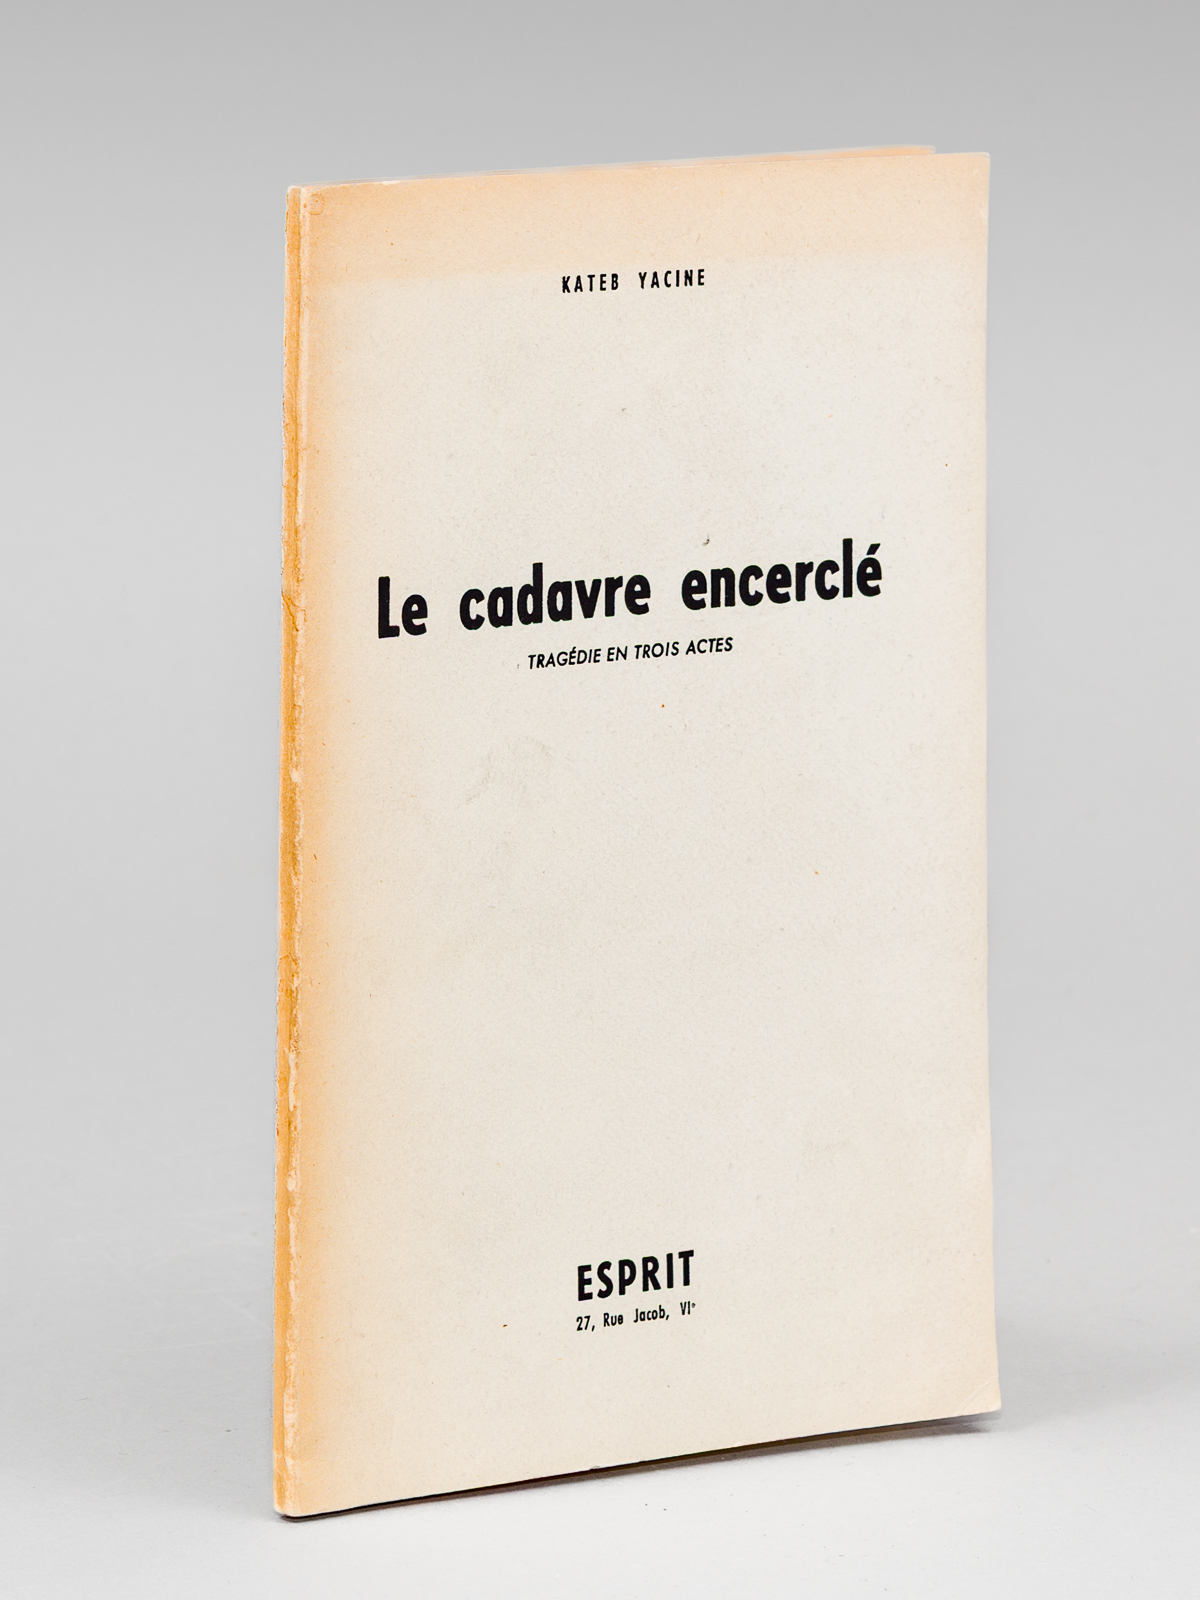 KATEB YACINE
Le cadavre encerclé
TRAGÉDIE EN TROIS ACTES
ESPRIT
27, Rue Jacob, VIe